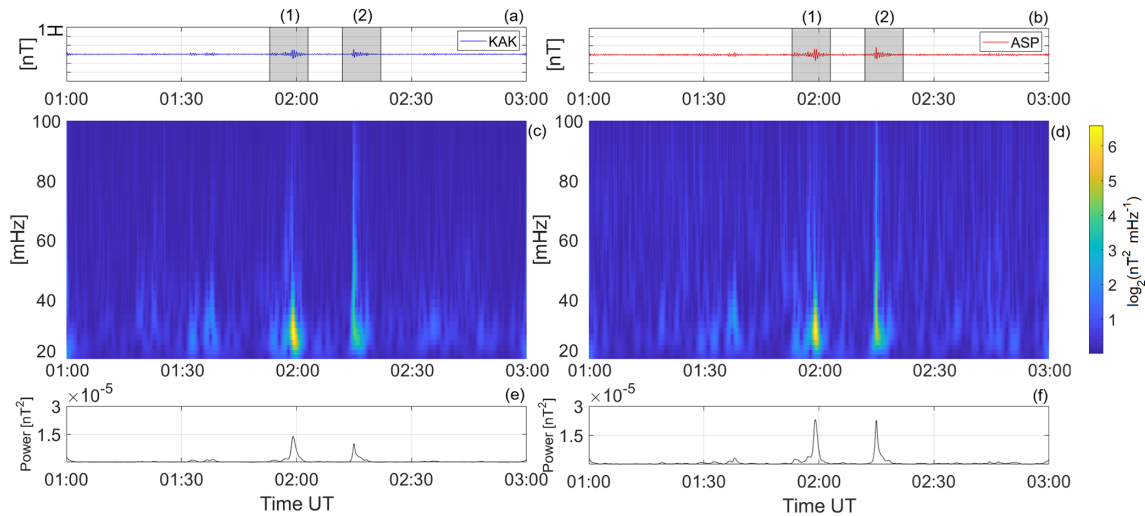 (1) (2) (a)
1
[nT]
KAK
01:00 01:30 02:00 02:30 03:00
(1) (2) (b)
[nT]
ASP
01:00 01:30 02:00 02:30 03:00
100
80
60
40
20
[mHz]
(c)
01:00 01:30 02:00 02:30 03:00
100
80
60
40
20
[mHz]
(d)
01:00 01:30 02:00 02:30 03:00
6
5
4
3
2
1
log₂(nT² mHz⁻¹)
×10⁻⁵
(e)
3
1.5
Power [nT²]
01:00 01:30 02:00 02:30 03:00
Time UT
×10⁻⁵
(f)
3
1.5
Power [nT²]
01:00 01:30 02:00 02:30 03:00
Time UT